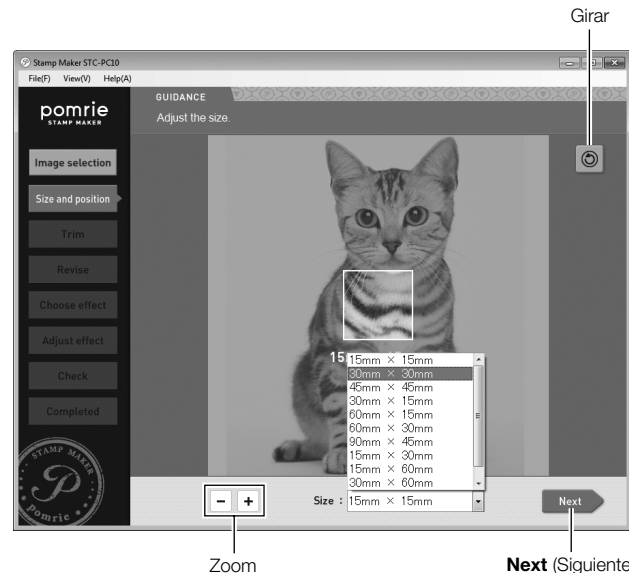 Girar
Stamp Maker STC-PC10
File(F) View(V) Help(A)
pomrie
STAMP MAKER
GUIDANCE
Adjust the size.
Image selection
Size and position
Trim
Revise
Choose effect
Adjust effect
Check
Completed
STAMP MAKER
Pomrie
15
15mm × 15mm
30mm × 30mm
45mm × 45mm
30mm × 15mm
60mm × 15mm
60mm × 30mm
90mm × 45mm
15mm × 30mm
15mm × 60mm
30mm × 60mm
- +
Size : 15mm × 15mm
Next
Zoom
Next (Siguiente